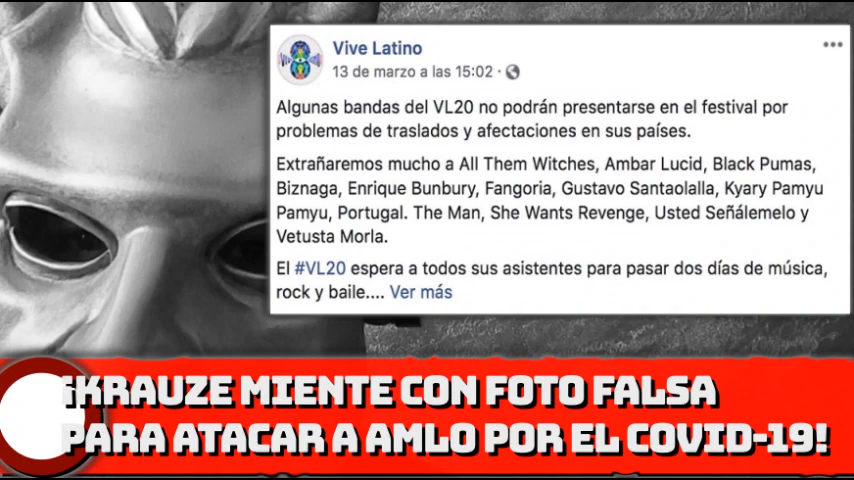 Vive Latino
13 de marzo a las 15:02 ·
Algunas bandas del VL20 no podrán presentarse en el festival por
problemas de traslados y afectaciones en sus países.
Extrañaremos mucho a All Them Witches, Ambar Lucid, Black Pumas,
Biznaga, Enrique Bunbury, Fangoria, Gustavo Santaolalla, Kyary Pamyu
Pamyu, Portugal. The Man, She Wants Revenge, Usted Señálemelo y
Vetusta Morla.
El #VL20 espera a todos sus asistentes para pasar dos días de música,
rock y baile.... Ver más
¡KRAUZE MIENTE CON FOTO FALSA
PARA ATACAR A AMLO POR EL COVID-19!